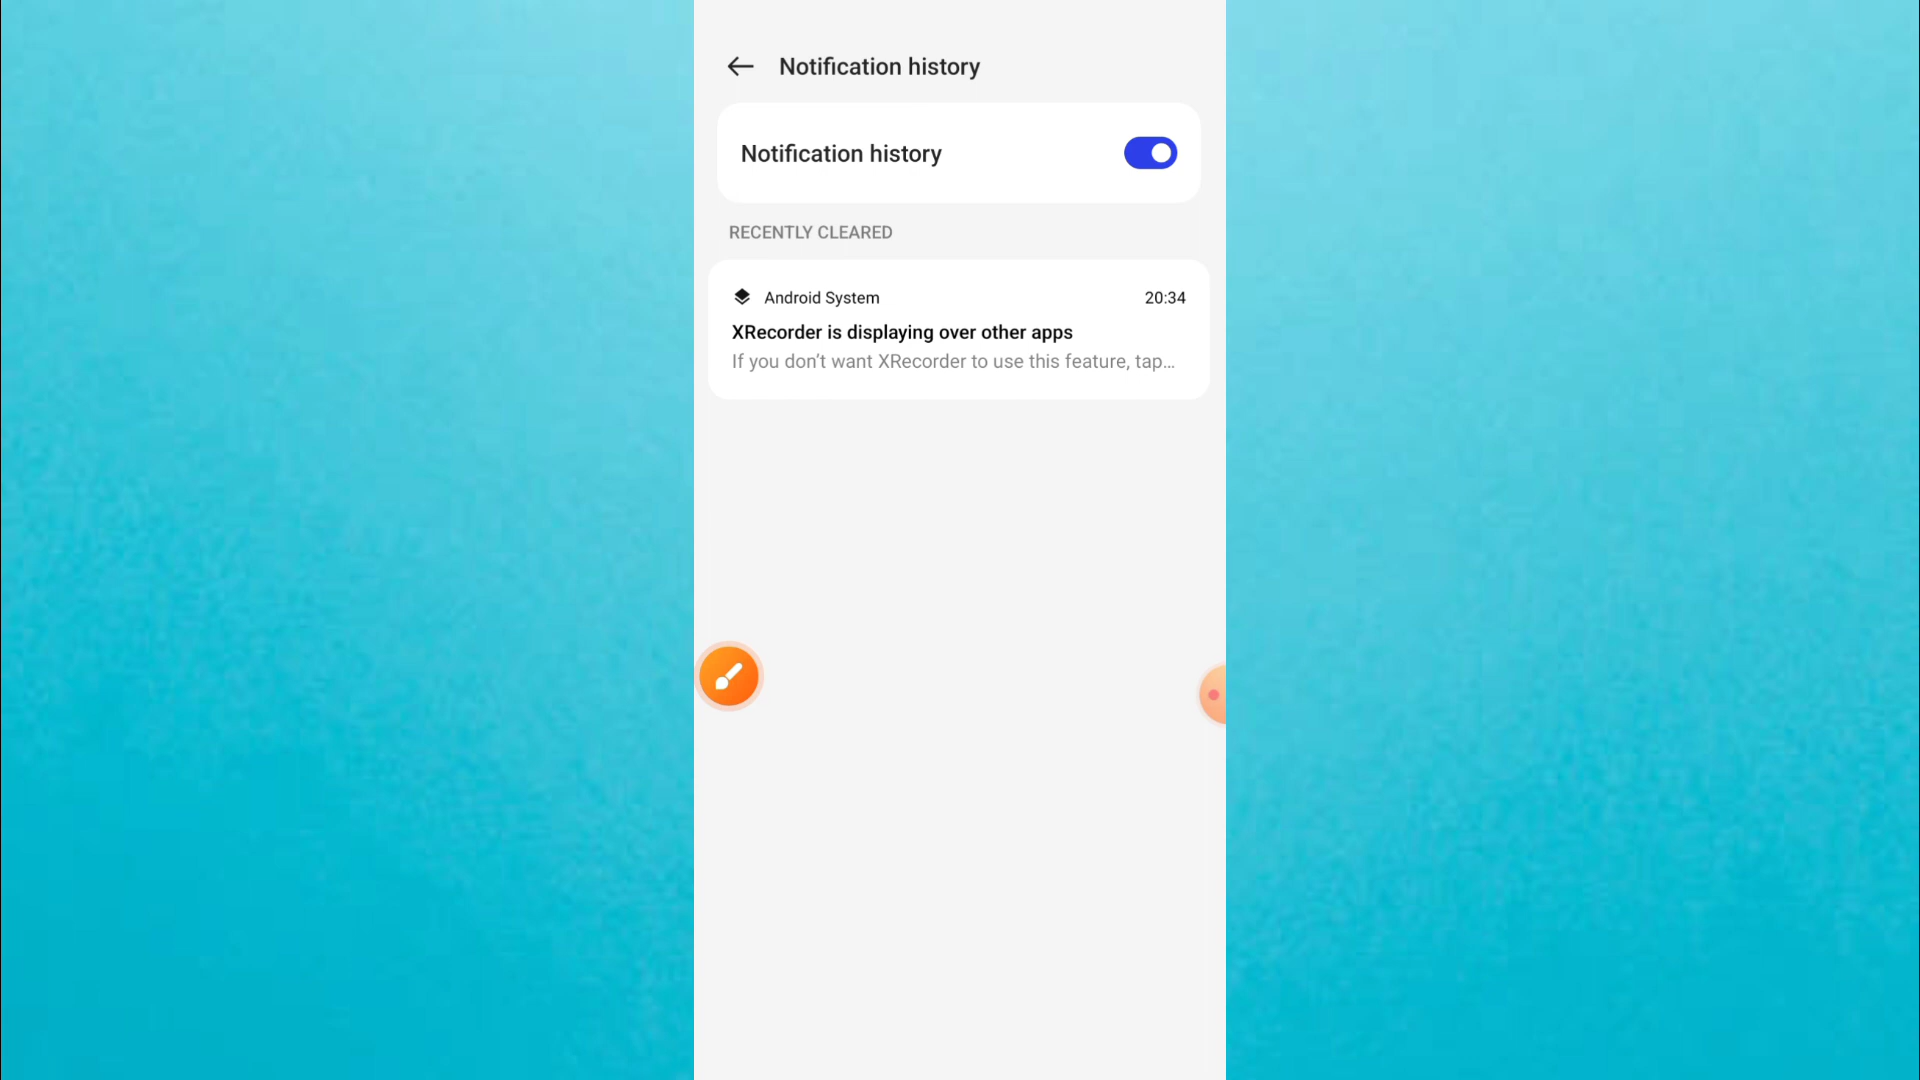 Notification history
Notification history
RECENTLY CLEARED
Android System 20:34
XRecorder is displaying over other apps
If you don’t want XRecorder to use this feature, tap…